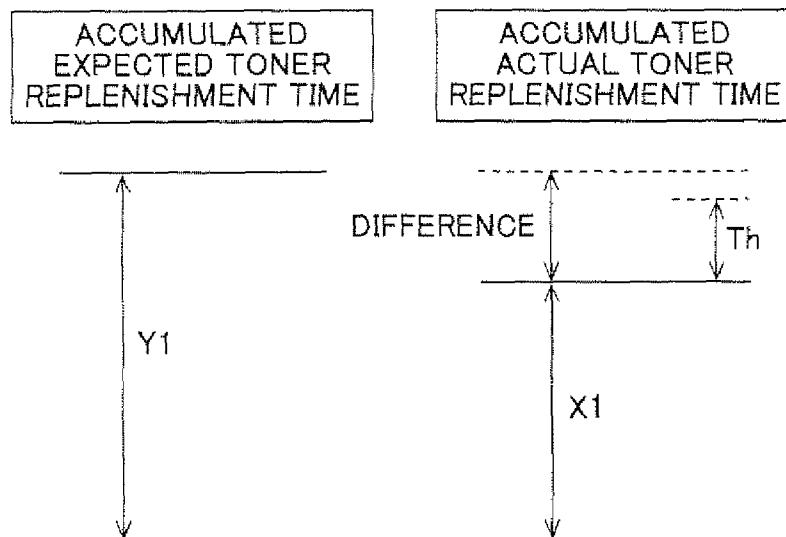 ACCUMULATED
EXPECTED TONER
REPLENISHMENT TIME
ACCUMULATED
ACTUAL TONER
REPLENISHMENT TIME
DIFFERENCE
Th
Y1
X1